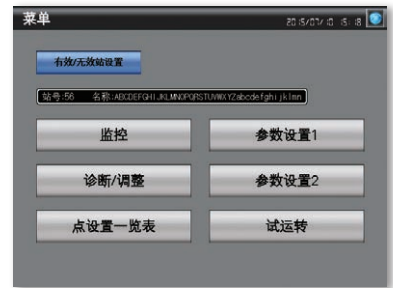 菜单 2015/07/10 15:18
有效/无效站设置
站号:56 名称:ABCDEFGHIJKLMNOPQRSTUVWXYZabcdefghijklmn
监控 参数设置1
诊断/调整 参数设置2
点设置一览表 试运转